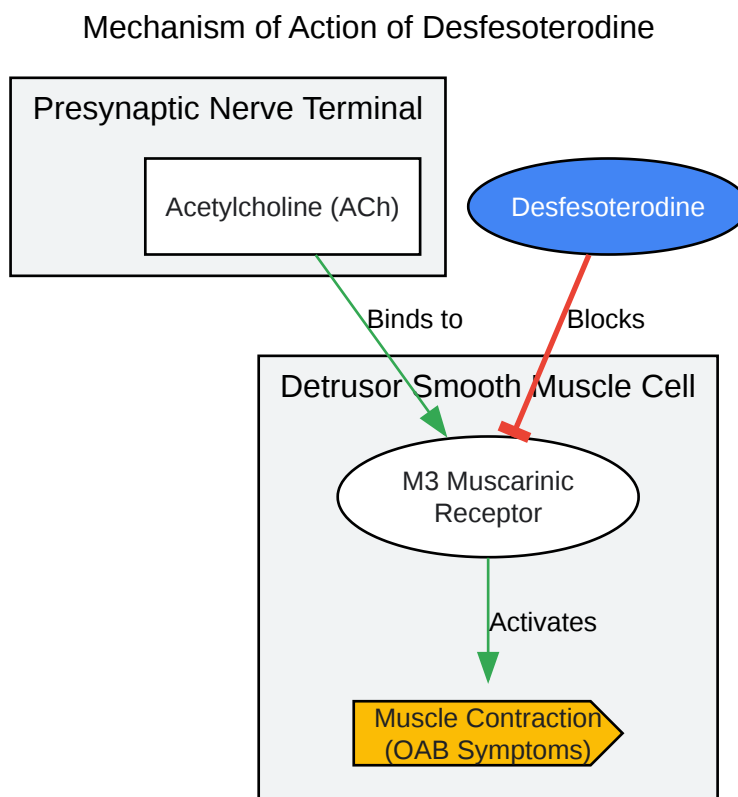 Mechanism of Action of Desfesoterodine
Presynaptic Nerve Terminal
Acetylcholine (ACh)
Desfesoterodine
Binds to
Blocks
Detrusor Smooth Muscle Cell
M3 Muscarinic
Receptor
Activates
Muscle Contraction
(OAB Symptoms)